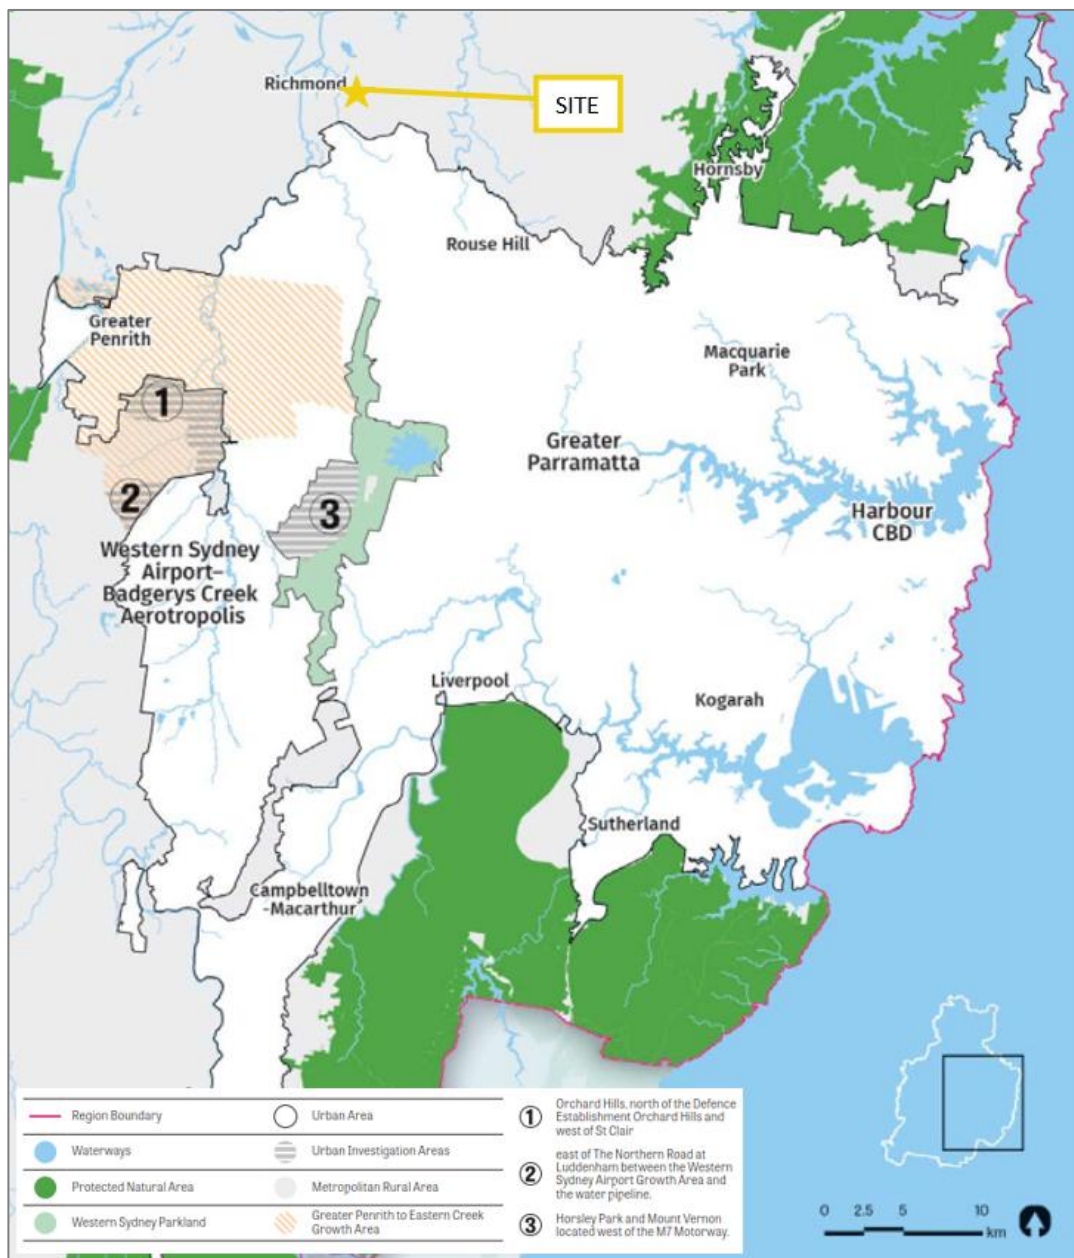 Richmond
SITE
Hornsby
Rouse Hill
Greater
Penrith
Macquarie
Park
1
Greater
Parramatta
2
3
Harbour
CBD
Western Sydney
Airport–
Badgerys Creek
Aerotropolis
Liverpool
Kogarah
Sutherland
Campbelltown
-Macarthur
Region Boundary
Waterways
Protected Natural Area
Western Sydney Parkland
Urban Area
Urban Investigation Areas
Metropolitan Rural Area
Greater Penrith to Eastern Creek
Growth Area
1
Orchard Hills, north of the Defence
Establishment Orchard Hills and
west of St Clair
2
east of The Northern Road at
Luddenham between the Western
Sydney Airport Growth Area and
the water pipeline.
3
Horsley Park and Mount Vernon
located west of the M7 Motorway.
0 2.5 5 10
km